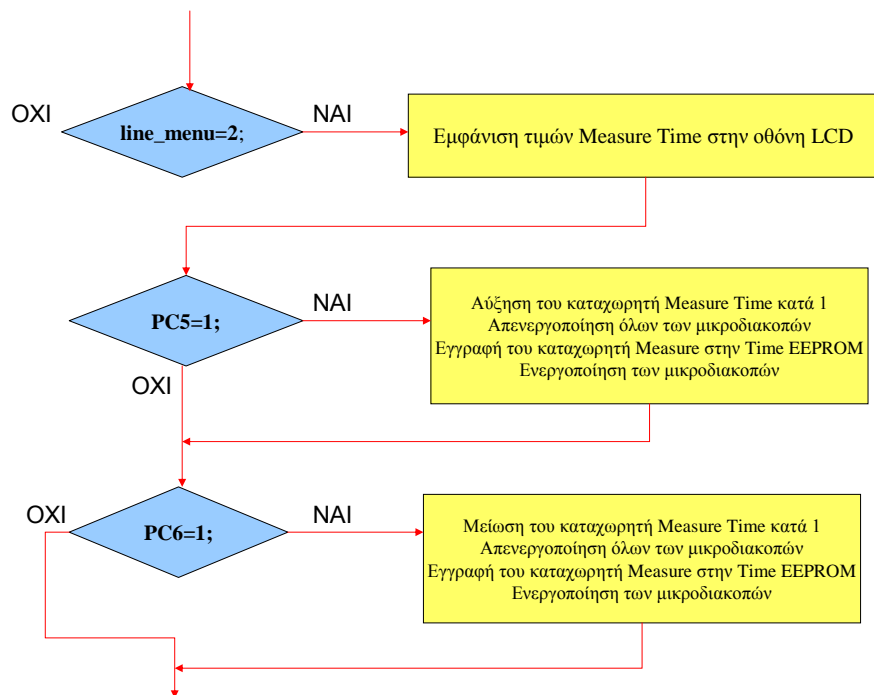 ΟΧΙ
ΝΑΙ
line_menu=2;
Εμφάνιση τιμών Measure Time στην οθόνη LCD
ΝΑΙ
PC5=1;
Αύξηση του καταχωρητή Measure Time κατά 1
Απενεργοποίηση όλων των μικροδιακοπών
Εγγραφή του καταχωρητή Measure στην Time EEPROM
Ενεργοποίηση των μικροδιακοπών
ΟΧΙ
ΟΧΙ
ΝΑΙ
PC6=1;
Μείωση του καταχωρητή Measure Time κατά 1
Απενεργοποίηση όλων των μικροδιακοπών
Εγγραφή του καταχωρητή Measure στην Time EEPROM
Ενεργοποίηση των μικροδιακοπών